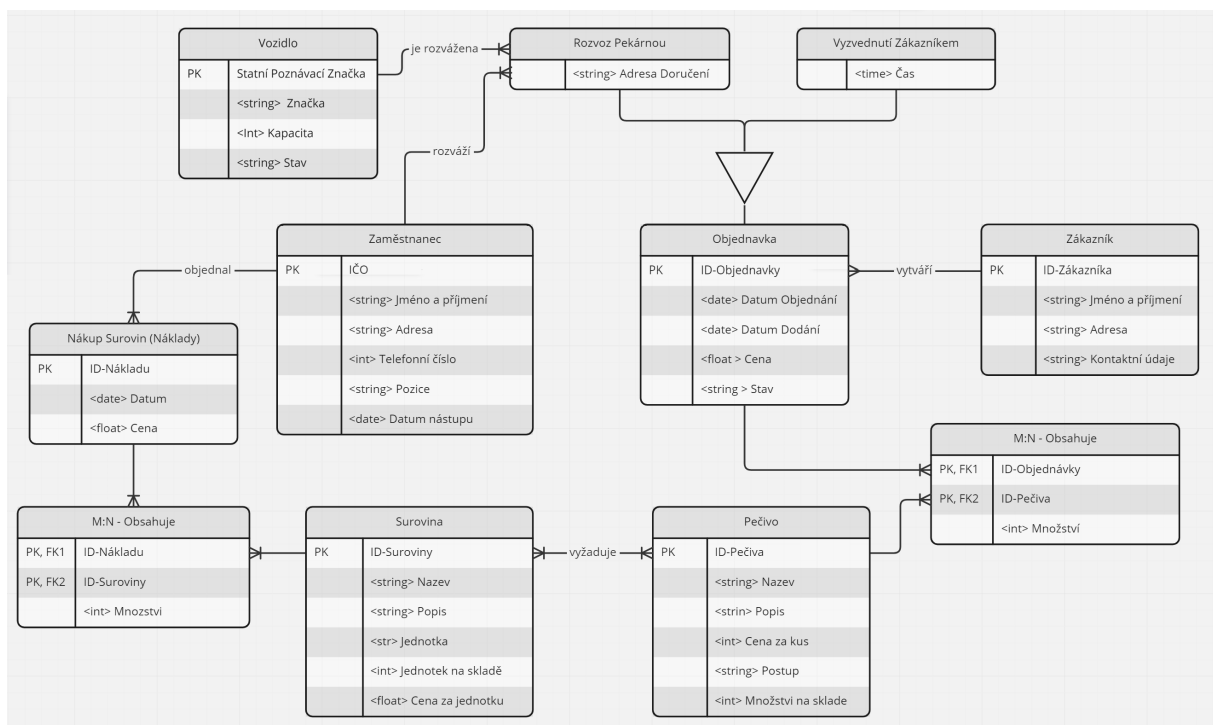 Vozidlo
PK Statní Poznávací Značka
<string> Značka
<Int> Kapacita
<string> Stav
je rozvážena
Rozvoz Pekárnou
<string> Adresa Doručení
Vyzvednutí Zákazníkem
<time> Čas
rozváží
Zaměstnanec
PK IČO
<string> Jméno a příjmení
<string> Adresa
<int> Telefonní číslo
<string> Pozice
<date> Datum nástupu
objednal
Objednavka
PK ID-Objednavky
<date> Datum Objednání
<date> Datum Dodání
<float > Cena
<string > Stav
vytváří
Zákazník
PK ID-Zákazníka
<string> Jméno a příjmení
<string> Adresa
<string> Kontaktní údaje
Nákup Surovin (Náklady)
PK ID-Nákladu
<date> Datum
<float> Cena
M:N - Obsahuje
PK, FK1 ID-Objednávky
PK, FK2 ID-Pečiva
<int> Množství
M:N - Obsahuje
PK, FK1 ID-Nákladu
PK, FK2 ID-Suroviny
<int> Mnozstvi
Surovina
PK ID-Suroviny
<string> Nazev
<string> Popis
<str> Jednotka
<int> Jednotek na skladě
<float> Cena za jednotku
vyžaduje
Pečivo
PK ID-Pečiva
<string> Nazev
<strin> Popis
<int> Cena za kus
<string> Postup
<int> Množstvi na sklade